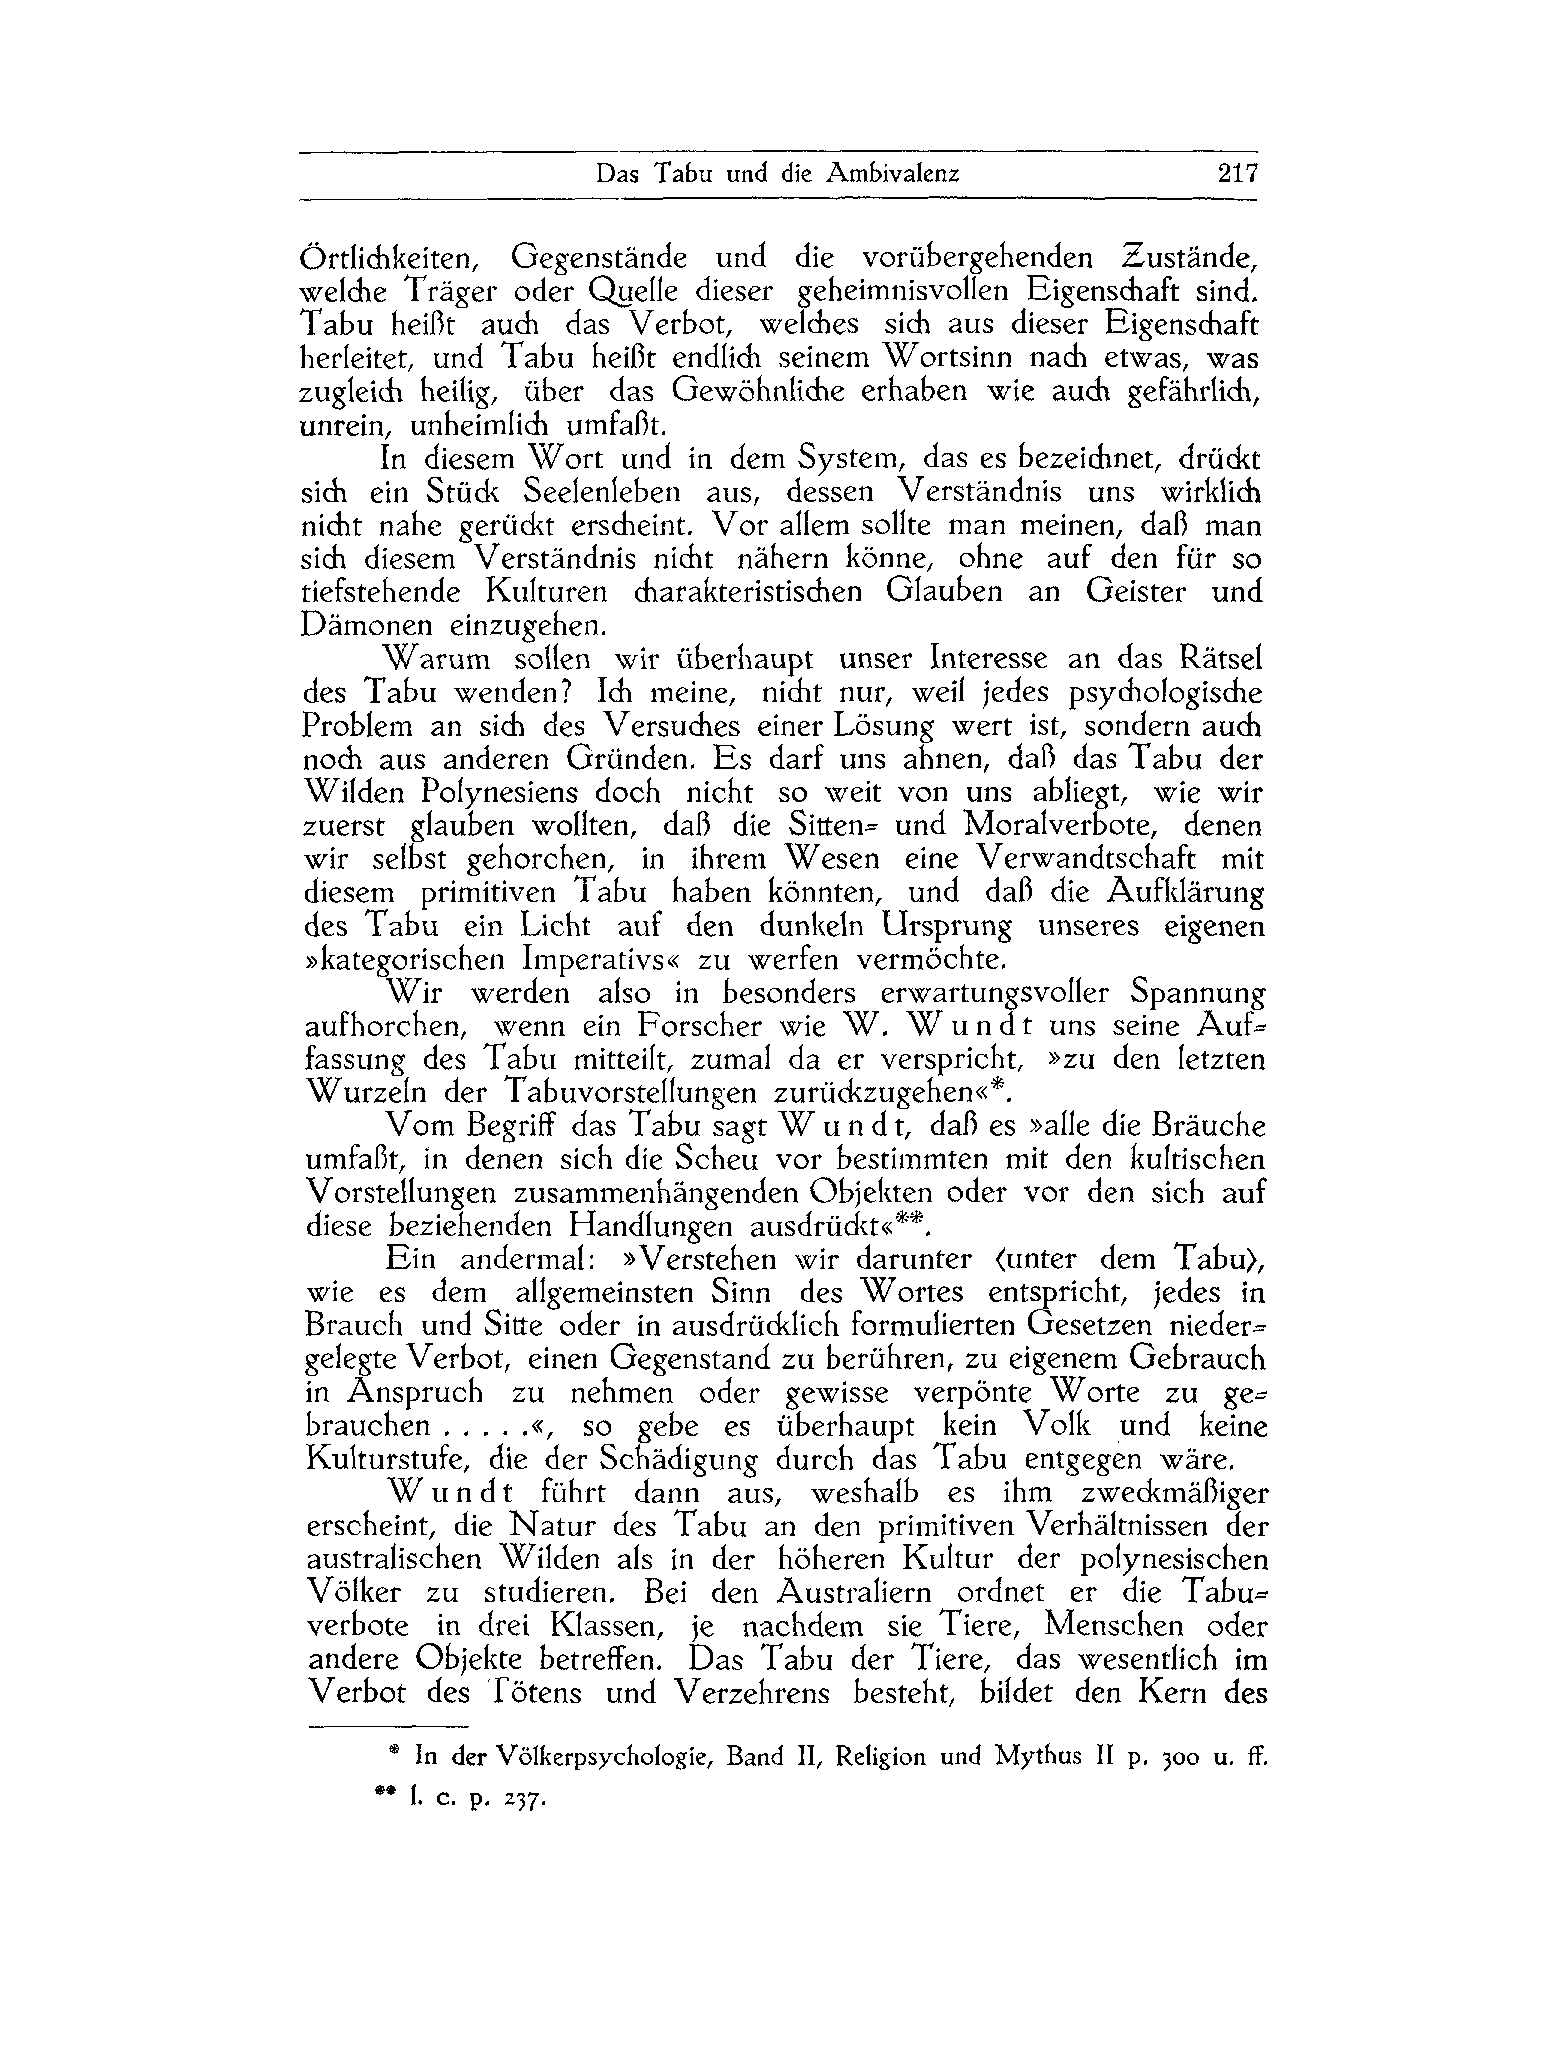 Das Tabu und die Ambivalenz 217
Örtlichkeiten, Gegenstände und die vorübergehenden Zustände,
welche Träger oder Quelle dieser geheimnisvollen Eigenschaft sind.
Tabu heißt auch das Verbot, welches sich aus dieser Eigenschaft
herleitet, und Tabu heißt endlich seinem Wortsinn nach etwas, was
zugleich heilig, über das Gewöhnliche erhaben wie auch gefährlich,
unrein, unheimlich umfaßt.
In diesem Wort und in dem System, das es bezeichnet, drückt
sich ein Stück Seelenleben aus, dessen Verständnis uns wirklich
nicht nahe gerückt erscheint. Vor allem sollte man meinen, daß man
sich diesem Verständnis nicht nähern könne, ohne auf den für so
tiefstehende Kulturen charakteristischen Glauben an Geister und
Dämonen einzugehen.
Warum sollen wir überhaupt unser Interesse an das Rätsel
des Tabu wenden? Ich meine, nicht nur, weil jedes psychologische
Problem an sich des Versuches einer Lösung wert ist, sondern auch
noch aus anderen Gründen. Es darf uns ahnen, daß das Tabu der
Wilden Polynesiens doch nicht so weit von uns abliegt, wie wir
zuerst glauben wollten, daß die Sitten= und Moralverbote, denen
wir selbst gehorchen, in ihrem Wesen eine Verwandtschaft mit
diesem primitiven Tabu haben könnten, und daß die Aufklärung
des Tabu ein Licht auf den dunkeln Ursprung unseres eigenen
»kategorischen Imperativs« zu werfen vermöchte.
Wir werden also in besonders erwartungsvoller Spannung
aufhorchen, wenn ein Forscher wie W. Wundt uns seine Auf=
fassung des Tabu mitteilt, zumal da er verspricht, »zu den letzten
Wurzeln der Tabuvorstellungen zurückzugehen«*.
Vom Begriff das Tabu sagt Wundt, daß es »alle die Bräuche
umfaßt, in denen sich die Scheu vor bestimmten mit den kultischen
Vorstellungen zusammenhängenden Objekten oder vor den sich auf
diese beziehenden Handlungen ausdrückt«**.
Ein andermal: »Verstehen wir darunter (unter dem Tabu),
wie es dem allgemeinsten Sinn des Wortes entspricht, jedes in
Brauch und Sitte oder in ausdrücklich formulierten Gesetzen nieder=
gelegte Verbot, einen Gegenstand zu berühren, zu eigenem Gebrauch
in Anspruch zu nehmen oder gewisse verpönte Worte zu ge=
brauchen . . . . .«, so gebe es überhaupt kein Volk und keine
Kulturstufe, die der Schädigung durch das Tabu entgegen wäre.
Wundt führt dann aus, weshalb es ihm zweckmäßiger
erscheint, die Natur des Tabu an den primitiven Verhältnissen der
australischen Wilden als in der höheren Kultur der polynesischen
Völker zu studieren. Bei den Australiern ordnet er die Tabu=
verbote in drei Klassen, je nachdem sie Tiere, Menschen oder
andere Objekte betreffen. Das Tabu der Tiere, das wesentlich im
Verbot des Tötens und Verzehrens besteht, bildet den Kern des
* In der Völkerpsychologie, Band II, Religion und Mythus II p. 300 u. ff.
** l. c. p. 237.